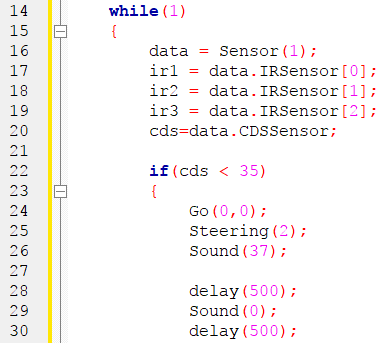 14 while(1)
15 {
16 data = Sensor(1);
17 ir1 = data.IRSensor[0];
18 ir2 = data.IRSensor[1];
19 ir3 = data.IRSensor[2];
20 cds=data.CDSSensor;
21
22 if(cds < 35)
23 {
24 Go(0,0);
25 Steering(2);
26 Sound(37);
27
28 delay(500);
29 Sound(0);
30 delay(500);